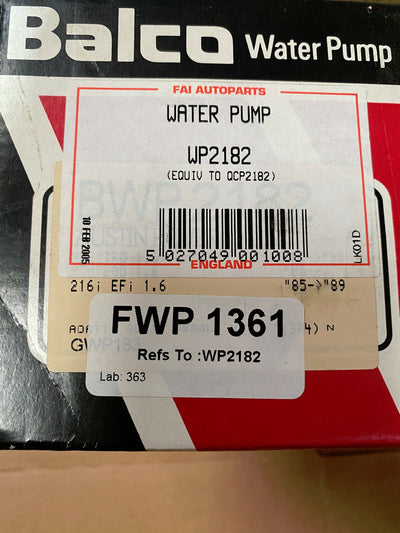 Balco Water Pump
FAI AUTOPARTS
WATER PUMP
WP2182
(EQUIV TO QCP2182)
BWP2182
10 FEB 2005
LK01D
5 027049 001008
ENGLAND
216i EFi 1.6 "85->"89
FWP 1361
Refs To :WP2182
Lab: 363